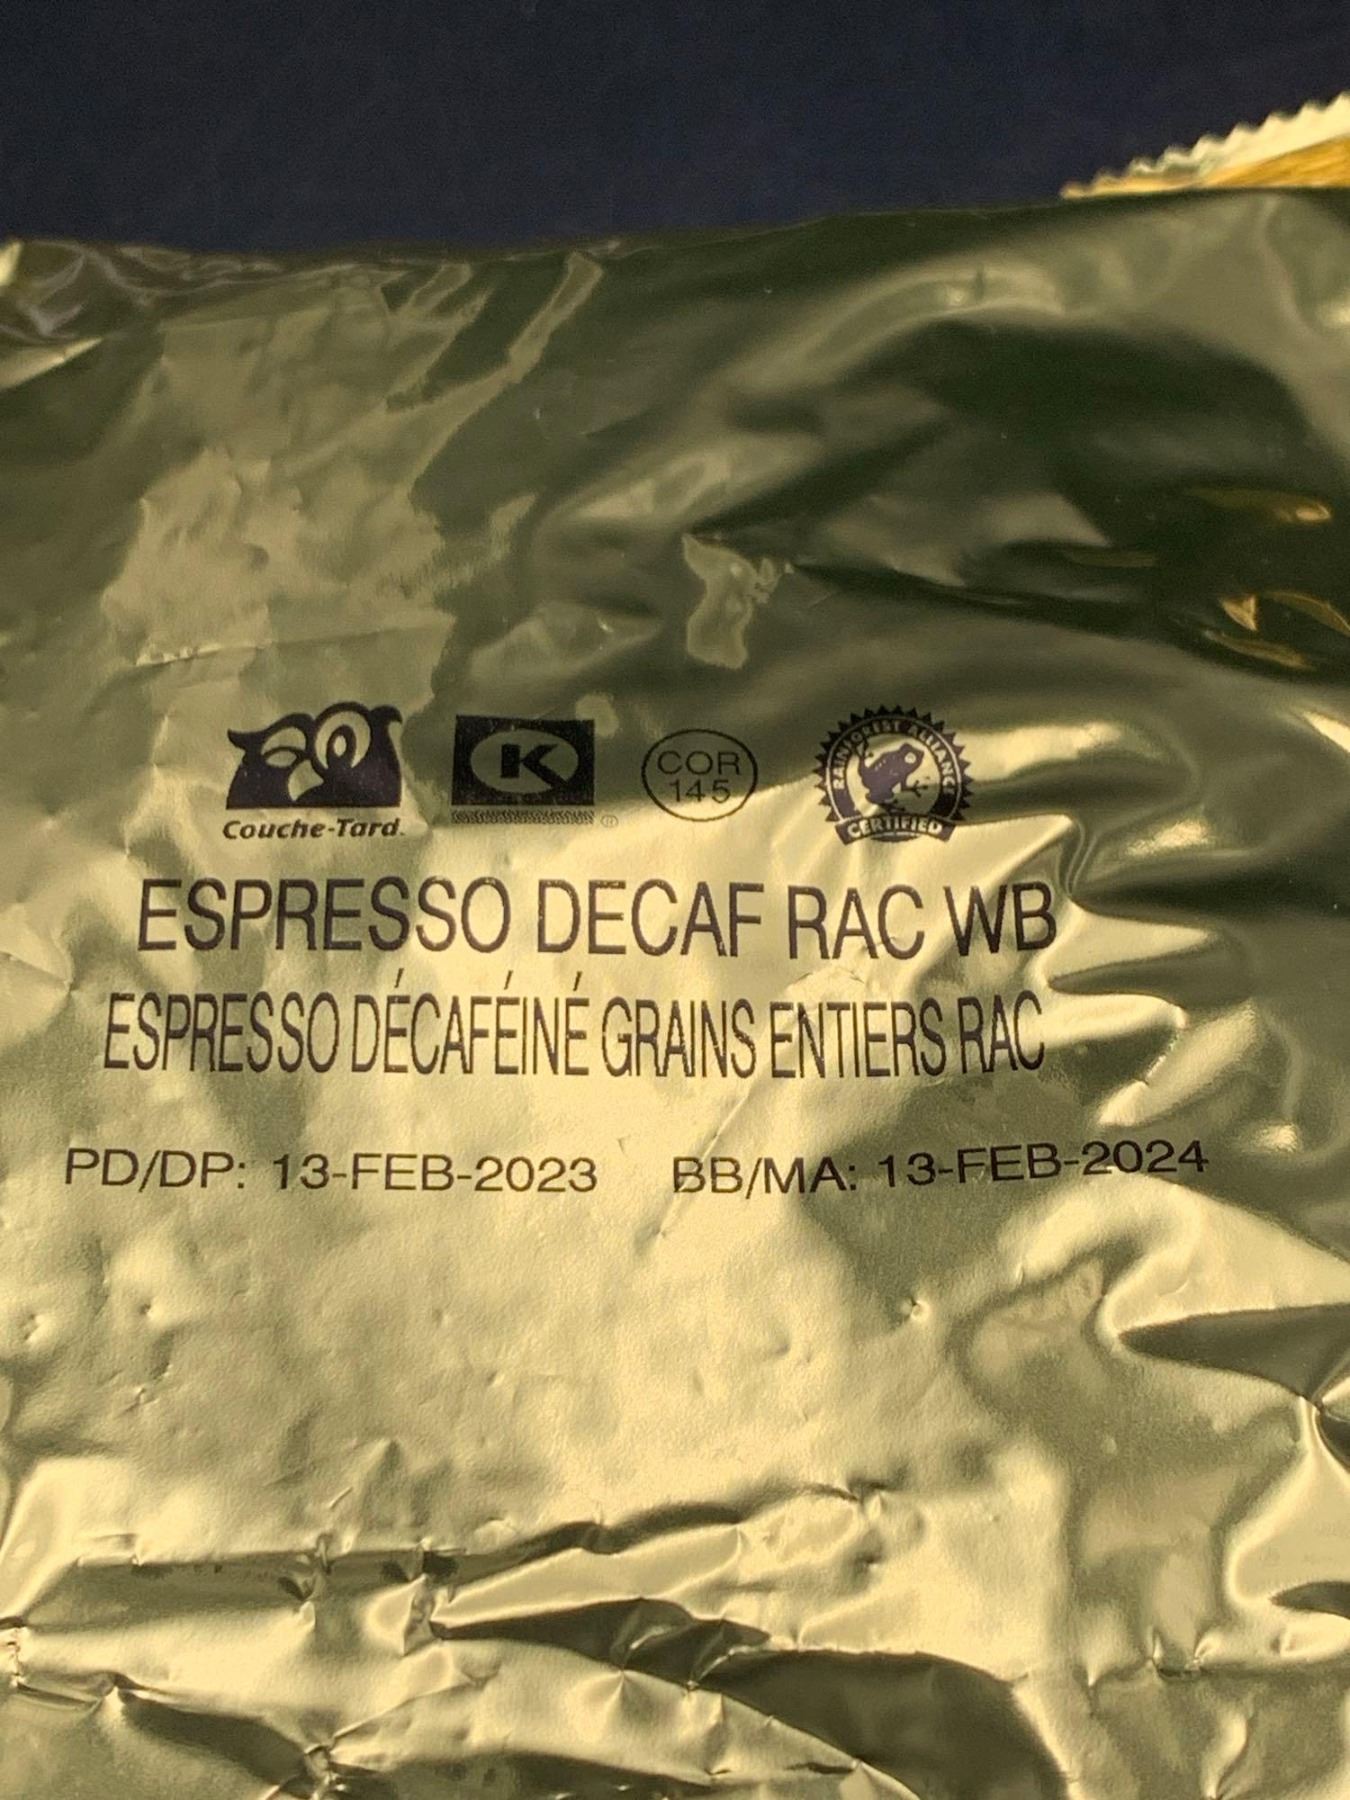 Couche-Tard.
K
COR
145
RAINFOREST ALLIANCE
CERTIFIED
ESPRESSO DECAF RAC WB
ESPRESSO DÉCAFÉINÉ GRAINS ENTIERS RAC
PD/DP: 13-FEB-2023 BB/MA: 13-FEB-2024